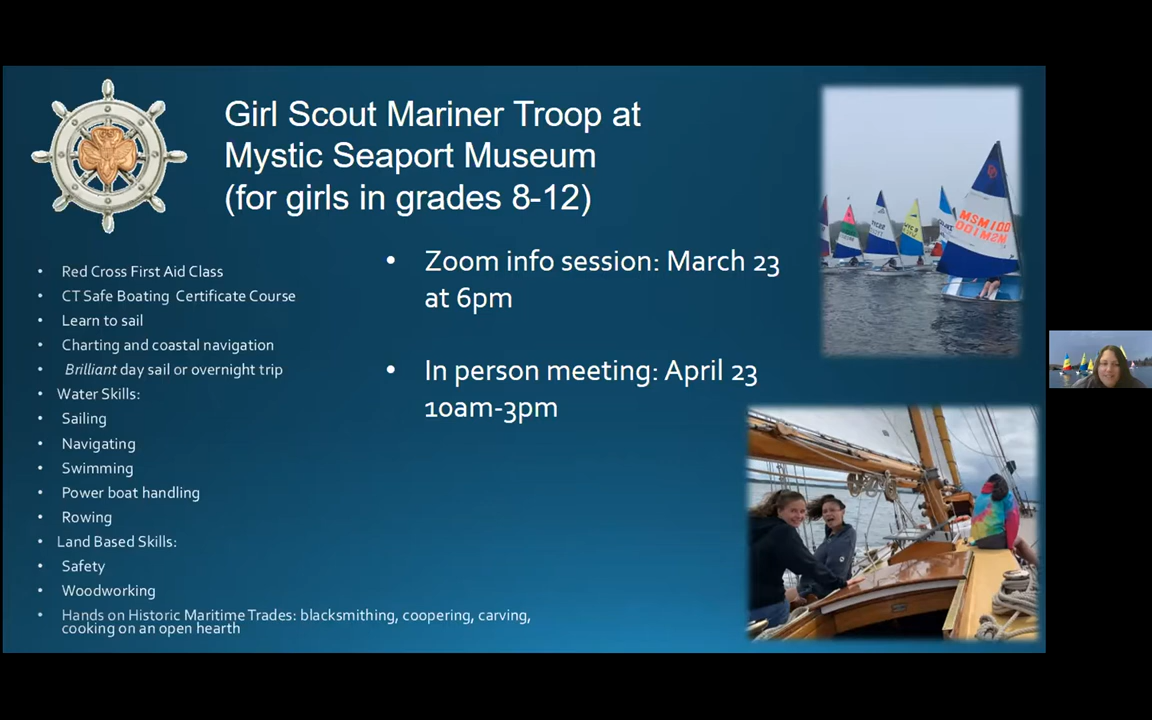 Girl Scout Mariner Troop at
Mystic Seaport Museum
(for girls in grades 8-12)
• Red Cross First Aid Class
• CT Safe Boating Certificate Course
• Learn to sail
• Charting and coastal navigation
• Brilliant day sail or overnight trip
• Water Skills:
• Sailing
• Navigating
• Swimming
• Power boat handling
• Rowing
• Land Based Skills:
• Safety
• Woodworking
• Hands on Historic Maritime Trades: blacksmithing, coopering, carving,
cooking on an open hearth
• Zoom info session: March 23
at 6pm
• In person meeting: April 23
10am-3pm
MSM100